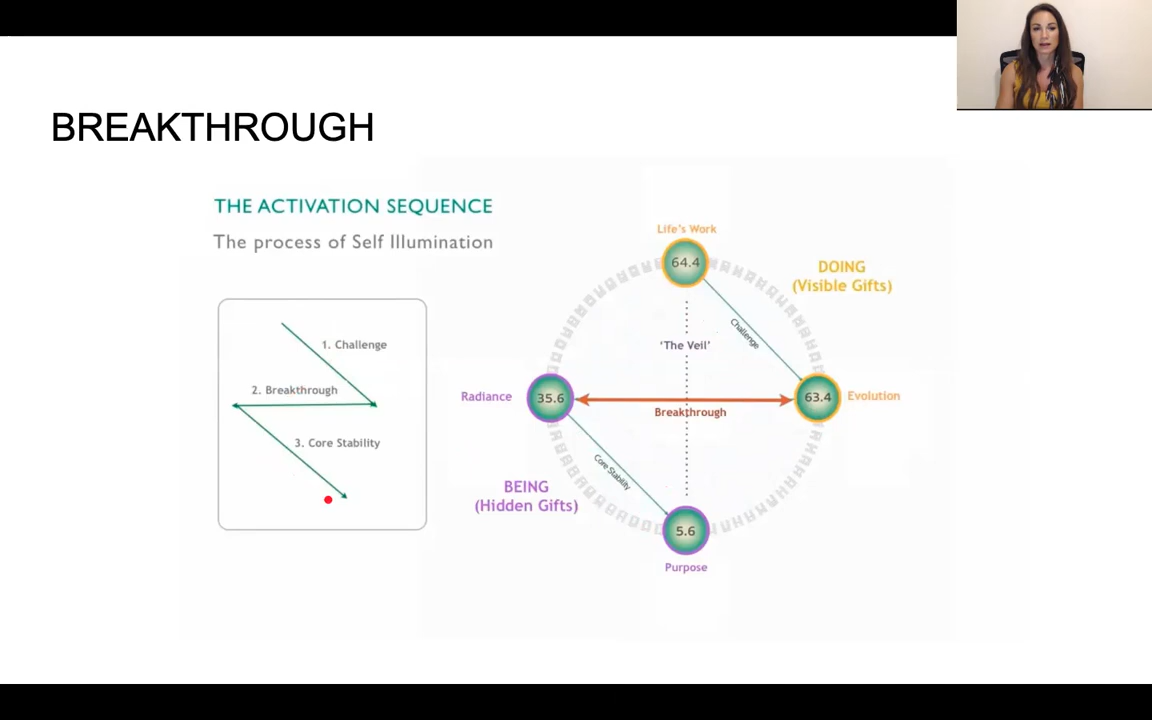 BREAKTHROUGH
THE ACTIVATION SEQUENCE
The process of Self Illumination
1. Challenge
2. Breakthrough
3. Core Stability
Life's Work
64.4
DOING
(Visible Gifts)
Challenge
'The Veil'
Radiance
35.6
63.4
Evolution
Breakthrough
Core Stability
BEING
(Hidden Gifts)
5.6
Purpose